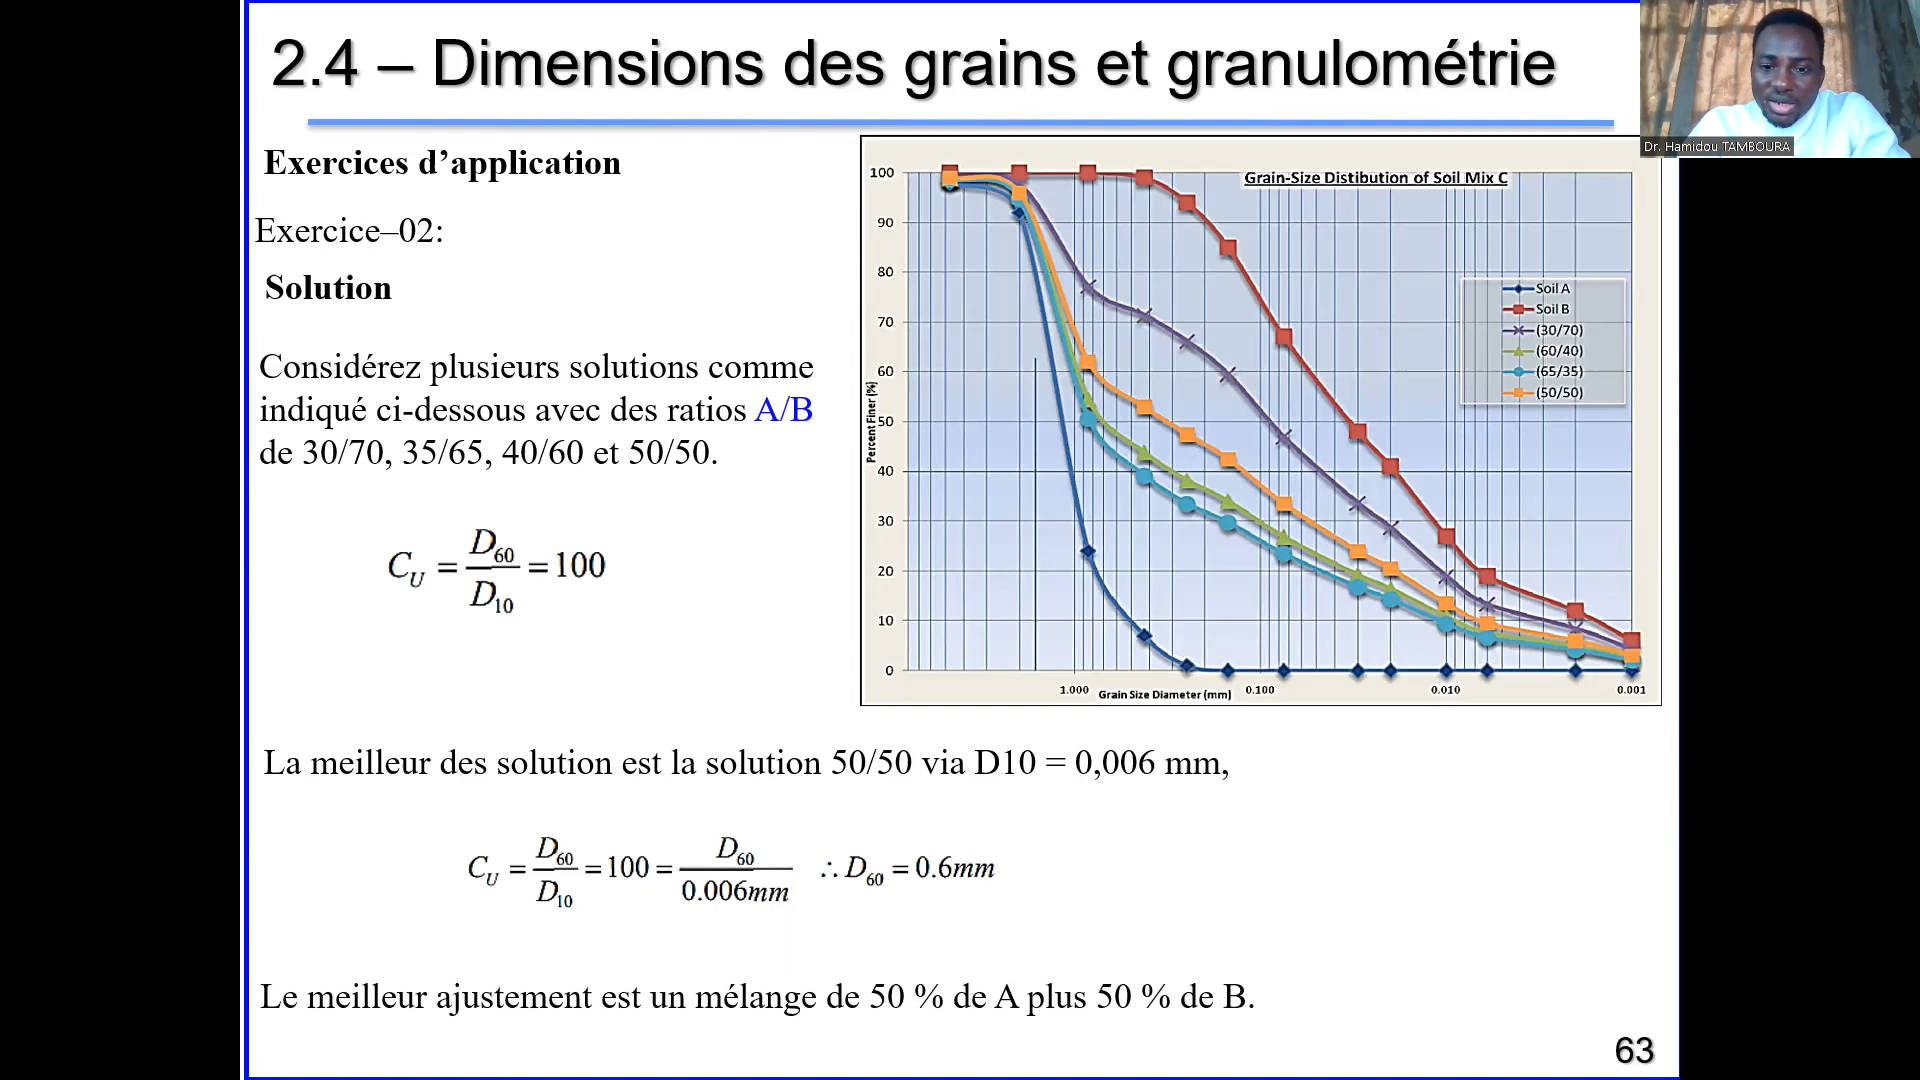 2.4 – Dimensions des grains et granulométrie
Dr. Hamidou TAMBOURA
Exercices d’application
Exercice–02:
Solution
Considérez plusieurs solutions comme
indiqué ci-dessous avec des ratios A/B
de 30/70, 35/65, 40/60 et 50/50.
C_U = D_60 / D_10 = 100
Grain-Size Distibution of Soil Mix C
Percent Finer (%)
100
90
80
70
60
50
40
30
20
10
0
Soil A
Soil B
(30/70)
(60/40)
(65/35)
(50/50)
1.000
0.100
0.010
0.001
Grain Size Diameter (mm)
La meilleur des solution est la solution 50/50 via D10 = 0,006 mm,
C_U = D_60 / D_10 = 100 = D_60 / 0.006mm ∴ D_60 = 0.6mm
Le meilleur ajustement est un mélange de 50 % de A plus 50 % de B.
63